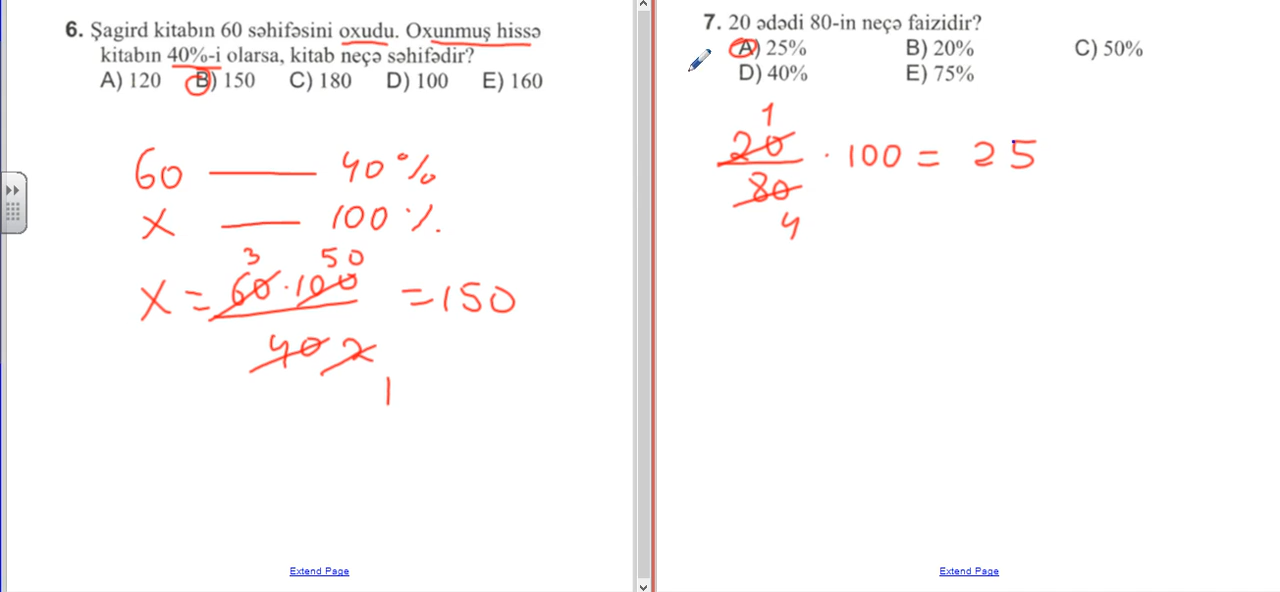 6. Şagird kitabın 60 səhifəsini oxudu. Oxunmuş hissə
kitabın 40%-i olarsa, kitab neçə səhifədir?
A) 120 B) 150 C) 180 D) 100 E) 160
60 — 40%
x — 100%
3 50
x = 60 · 100 = 150
40 2
1
Extend Page
7. 20 ədədi 80-in neçə faizidir?
A) 25% B) 20% C) 50%
D) 40% E) 75%
1
20 · 100 = 25
80
4
Extend Page